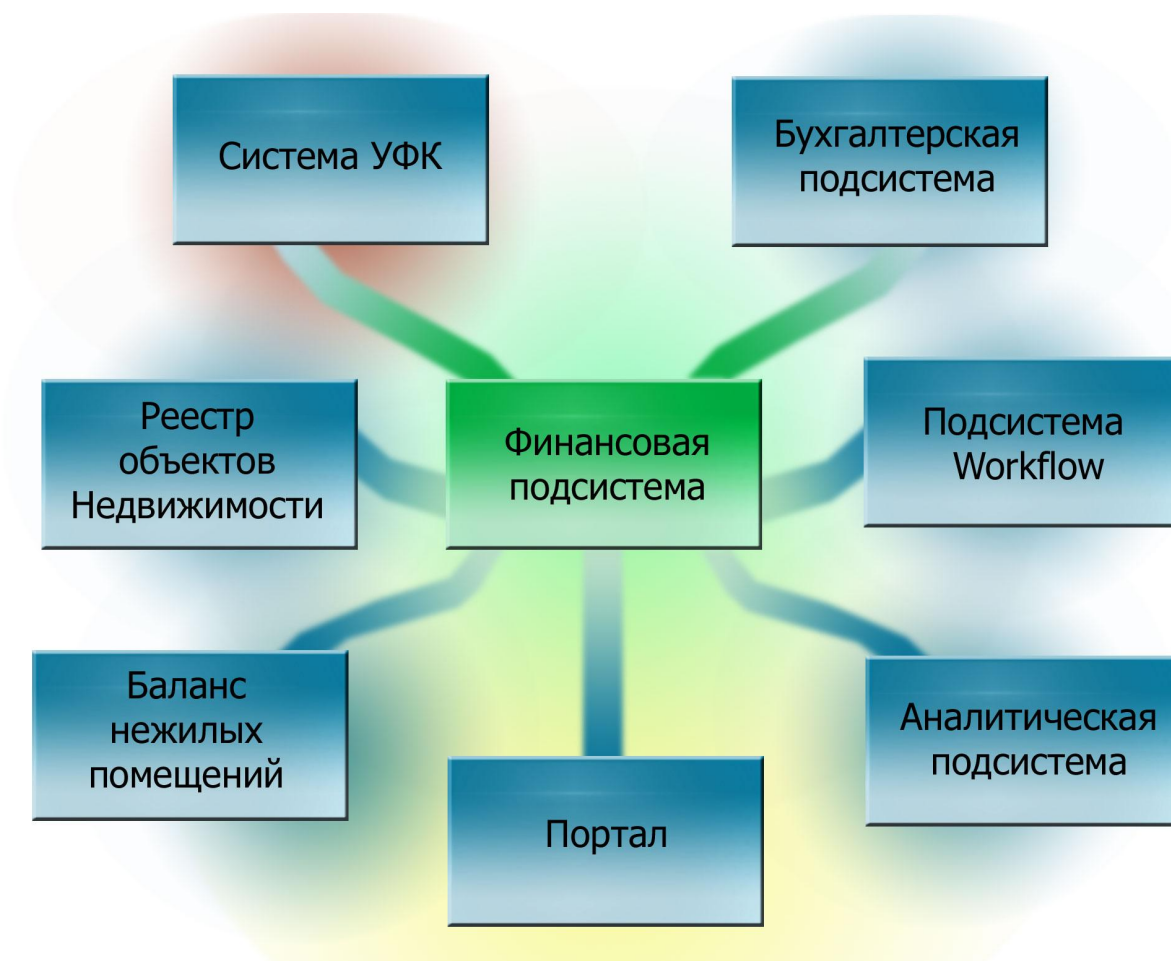 Система УФК
Бухгалтерская
подсистема
Реестр
объектов
Недвижимости
Финансовая
подсистема
Подсистема
Workflow
Баланс
нежилых
помещений
Портал
Аналитическая
подсистема